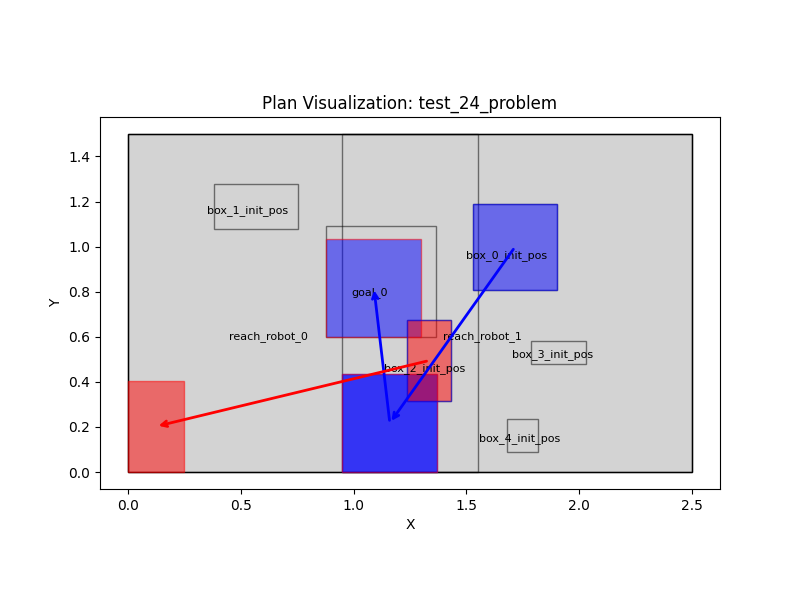 Plan Visualization: test_24_problem
1.4
1.2
1.0
0.8
0.6
0.4
0.2
0.0
Y
box_1_init_pos
box_0_init_pos
goal_0
reach_robot_0
reach_robot_1
box_3_init_pos
box_2_init_pos
box_4_init_pos
0.0
0.5
1.0
1.5
2.0
2.5
X